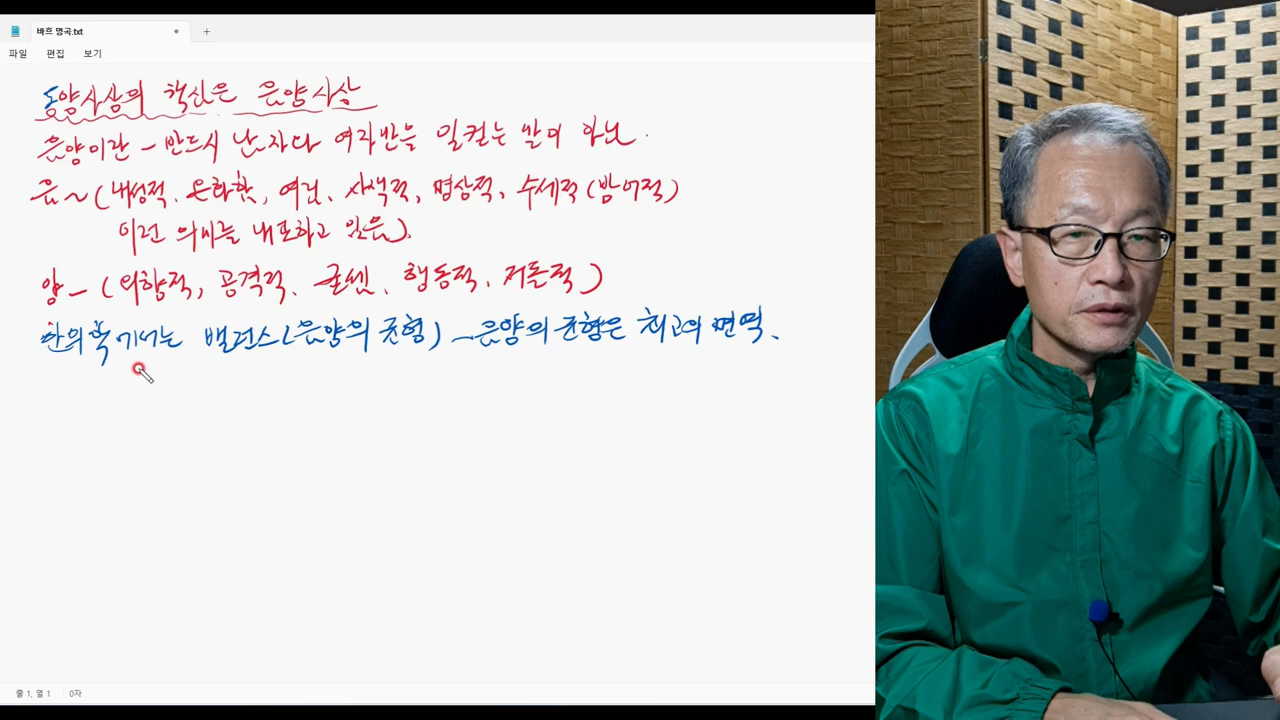 바흐 명곡.txt
파일 편집 보기
동양사상의 핵심은 음양사상
음양이란 - 반드시 남자다 여자만을 일컫는 말이 아님.
음 ~ (내성적, 온화함, 여린, 사색적, 명상적, 수세적(방어적)
이런 의미를 내포하고 있음).
양 - (외향적, 공격적, 굳셈, 행동적, 저돌적)
한의학에서는 밸런스(음양의 균형) - 음양의 균형은 최고의 면역.
줄 1, 열 1 0자